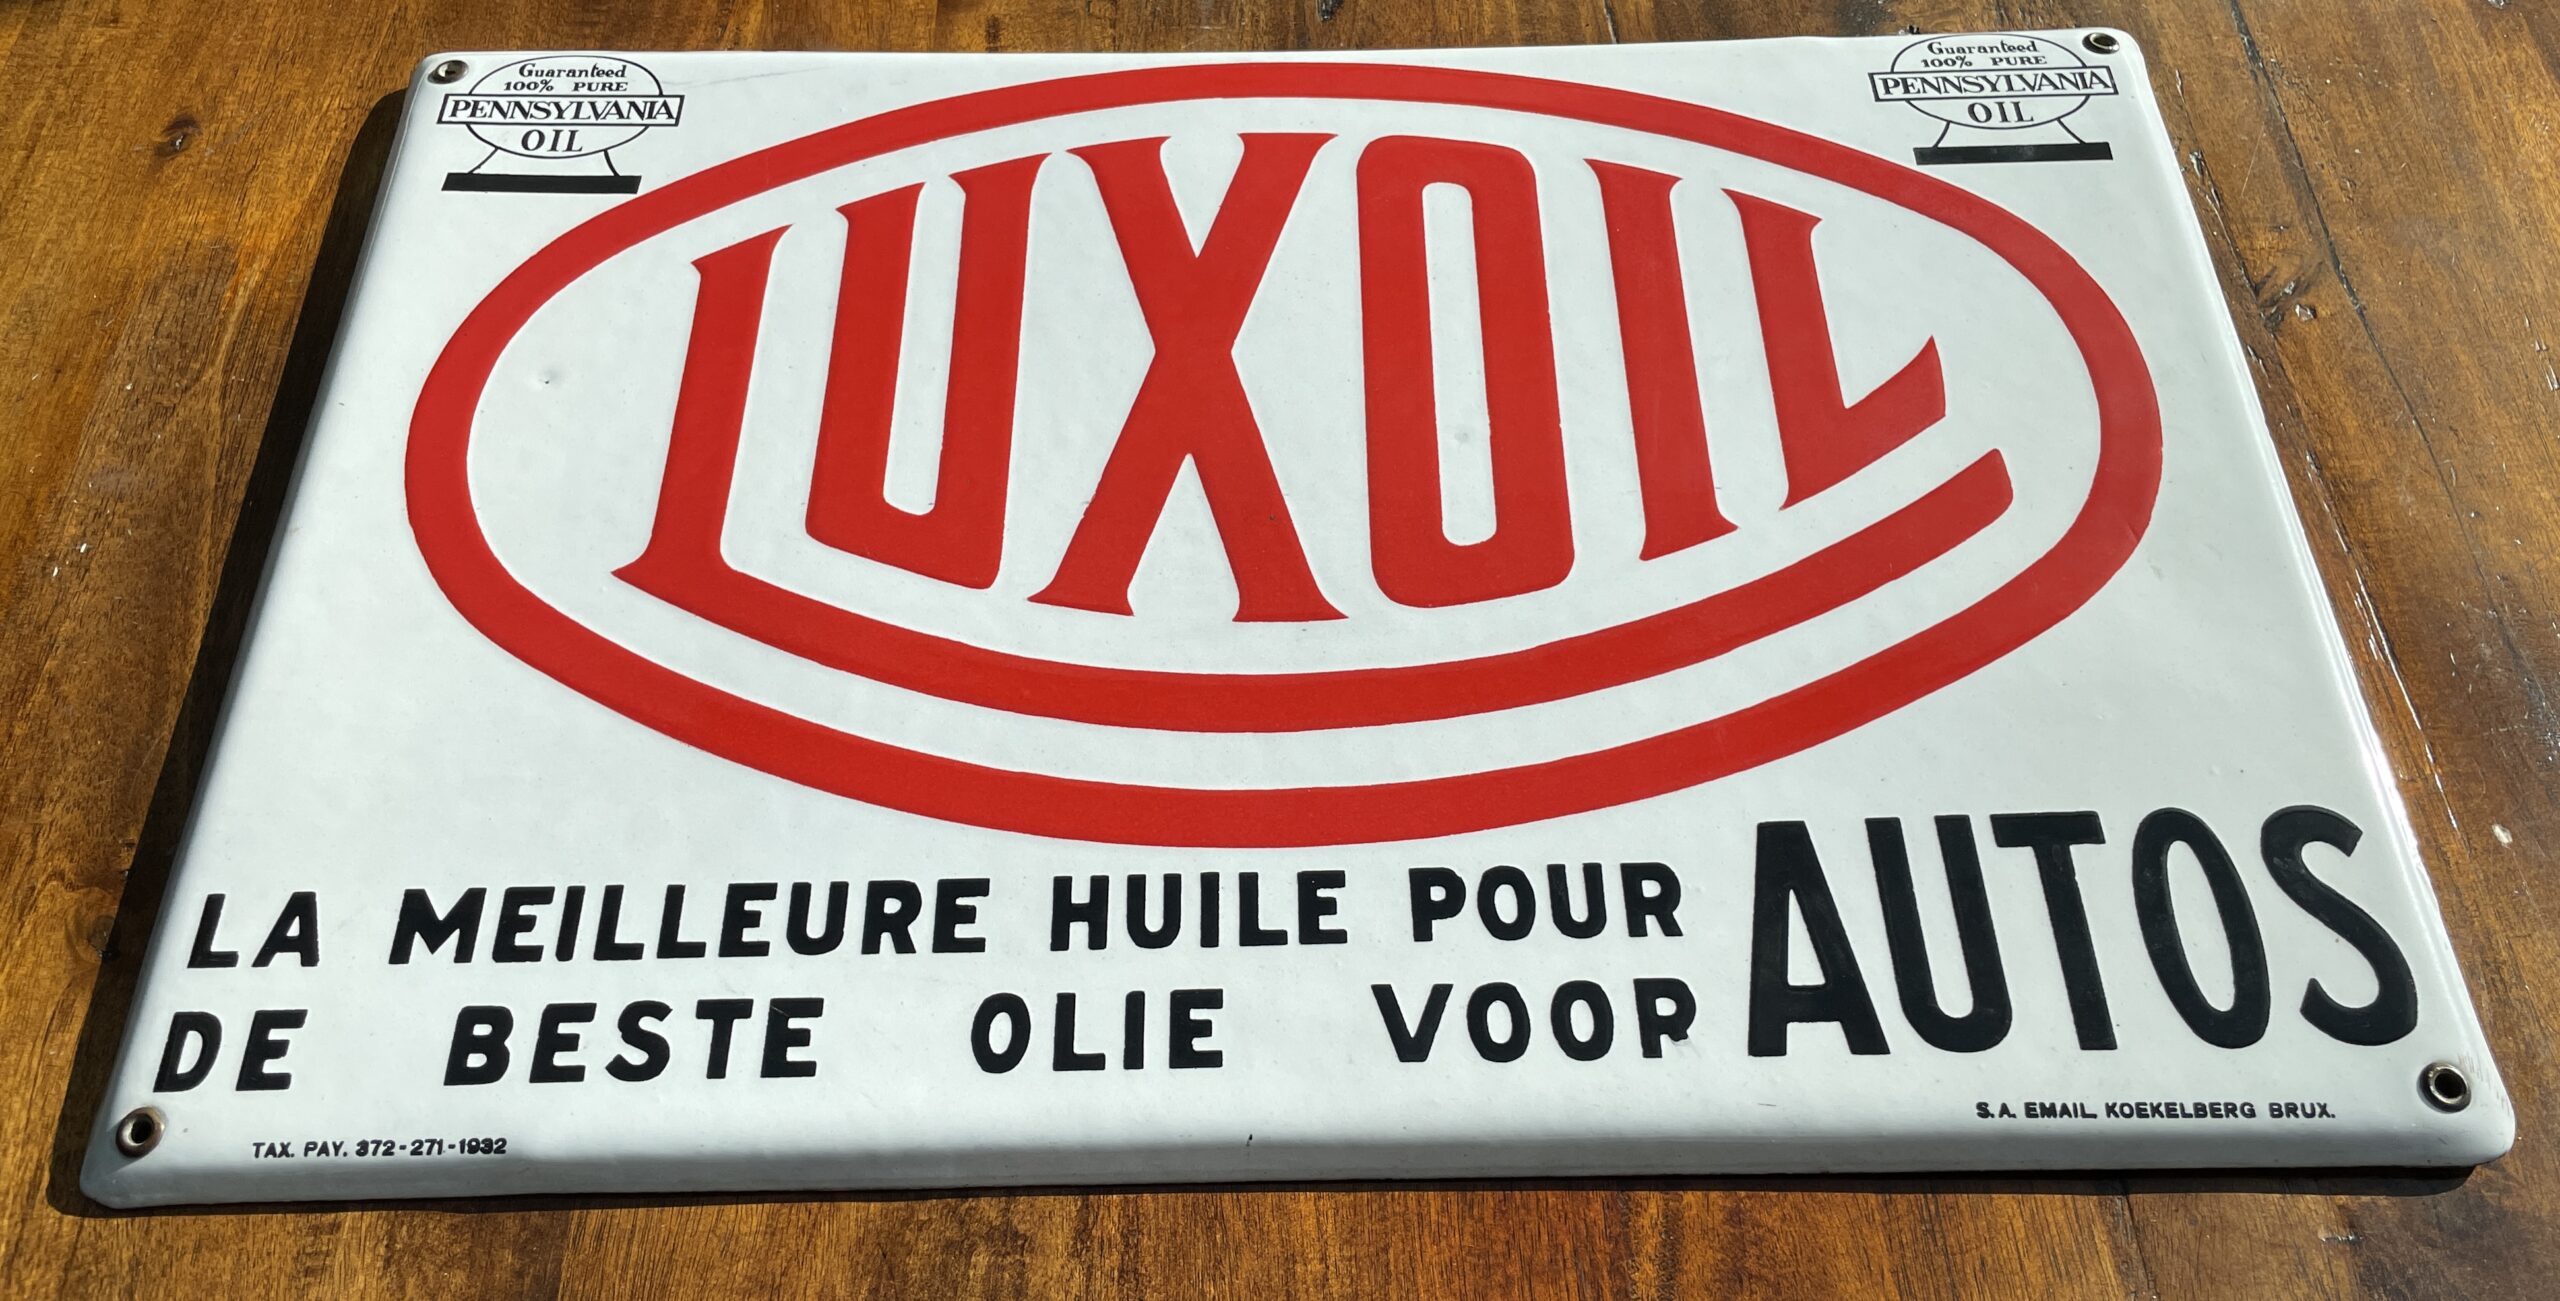 Guaranteed
100% PURE
PENNSYLVANIA
OIL
Guaranteed
100% PURE
PENNSYLVANIA
OIL
LUXOIL
LA MEILLEURE HUILE POUR AUTOS
DE BESTE OLIE VOOR
TAX. PAY. 372-271-1932
S.A. EMAIL. KOEKELBERG BRUX.